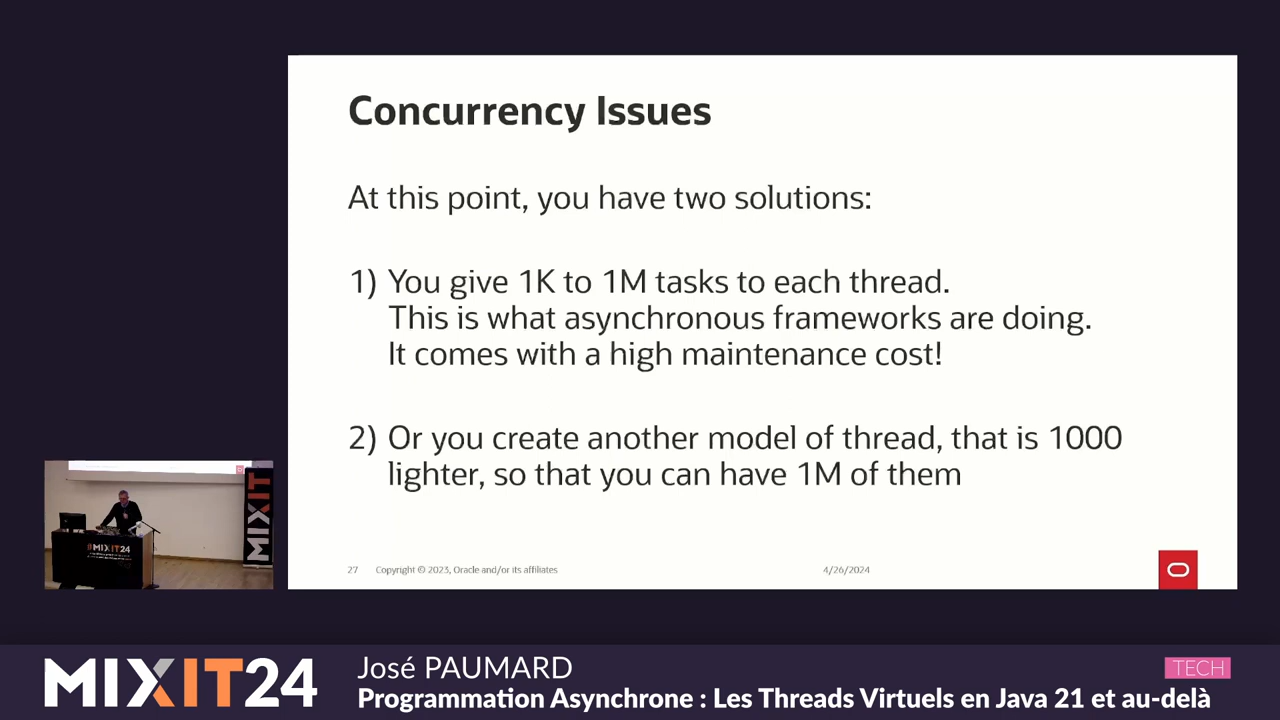 Concurrency Issues
At this point, you have two solutions:
1) You give 1K to 1M tasks to each thread.
This is what asynchronous frameworks are doing.
It comes with a high maintenance cost!
2) Or you create another model of thread, that is 1000
lighter, so that you can have 1M of them
27 Copyright © 2023, Oracle and/or its affiliates 4/26/2024
MIXIT
#MIXIT24
MIXIT24
José PAUMARD
TECH
Programmation Asynchrone : Les Threads Virtuels en Java 21 et au-delà